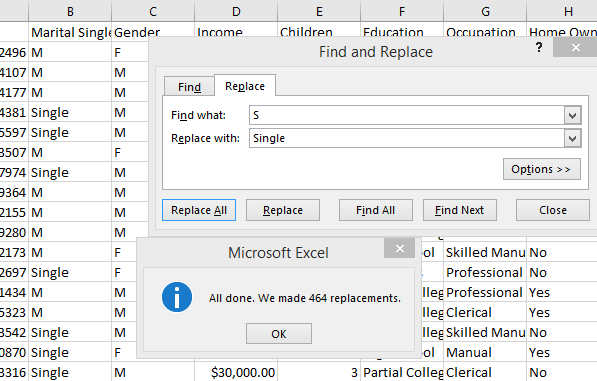 B C D E F G H
Marital Single Gender Income Children Education Occupation Home Own
Find and Replace ? ×
2496 M F
4107 M M
4177 M M
Find Replace
4381 Single M
Find what: S
5597 Single M
Replace with: Single
3507 M F
7974 Single M
Options >>
9364 M M
2155 M M
Replace All Replace Find All Find Next Close
9280 M M
2173 M F ool Skilled Manu No
Microsoft Excel ×
2697 Single F Professional No
1434 M M lleg Professional Yes
All done. We made 464 replacements.
5323 M M lleg Clerical Yes
3542 Single M lleg Skilled Manu No
OK
0870 Single F ool Manual Yes
3316 Single M $30,000.00 3 Partial Colleg Clerical No